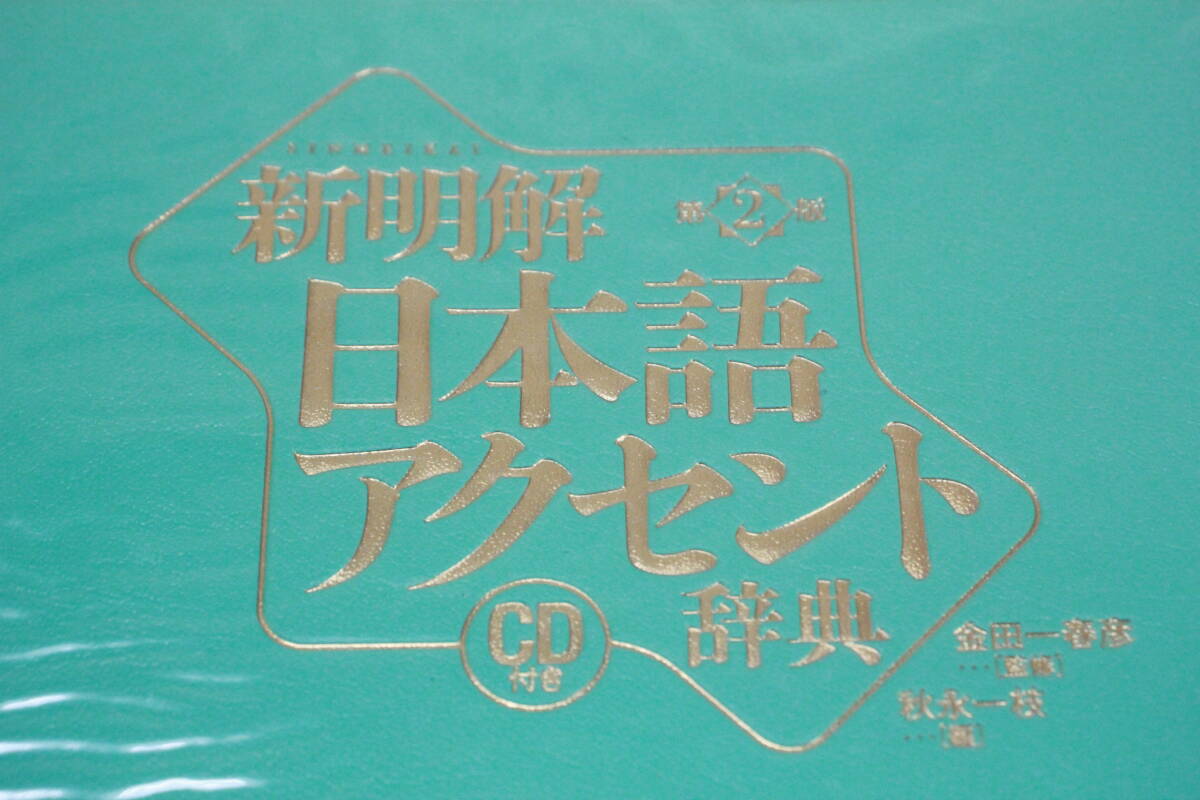 SINMEIKAI
新明解
第2版
日本語
アクセント
辞典
CD
付き
金田一春彦
…[監修]
秋永一枝
…[編]